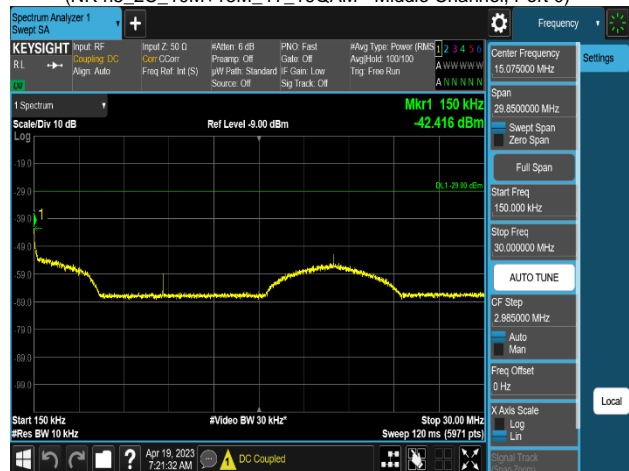 Spectrum Analyzer 1
Swept SA
Frequency
KEYSIGHT
RL
Input: RF
Coupling: DC
Align: Auto
Input Z: 50 Ω
Corr CCorr
Freq Ref: Int (S)
#Atten: 6 dB
Preamp: Off
µW Path: Standard
Source: Off
PNO: Fast
Gate: Off
IF Gain: Low
Sig Track: Off
#Avg Type: Power (RMS
Avg|Hold: 100/100
Trig: Free Run
1 2 3 4 5 6
A W W W W W
A N N N N N
LV
1 Spectrum
Scale/Div 10 dB
Log
Ref Level -9.00 dBm
Mkr1 150 kHz
-42.416 dBm
DL1 -29.00 dBm
1
-19.0
-29.0
-39.0
-49.0
-59.0
-69.0
-79.0
-89.0
-99.0
Start 150 kHz
#Res BW 10 kHz
#Video BW 30 kHz*
Stop 30.00 MHz
Sweep 120 ms (5971 pts)
Center Frequency
15.075000 MHz
Settings
Span
29.8500000 MHz
Swept Span
Zero Span
Full Span
Start Freq
150.000 kHz
Stop Freq
30.000000 MHz
AUTO TUNE
CF Step
2.985000 MHz
Auto
Man
Freq Offset
0 Hz
X Axis Scale
Log
Lin
Local
Signal Track
(Span Zoom)
?
Apr 19, 2023
7:21:32 AM
DC Coupled